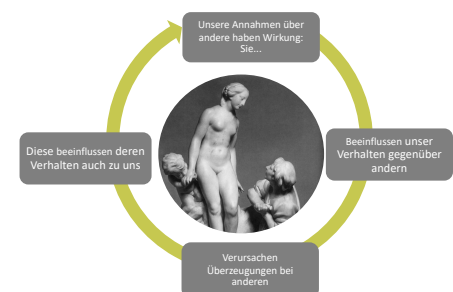 Unsere Annahmen über
andere haben Wirkung:
Sie...
Beeinflussen unser
Verhalten gegenüber
andern
Verursachen
Überzeugungen bei
anderen
Diese beeinflussen deren
Verhalten auch zu uns